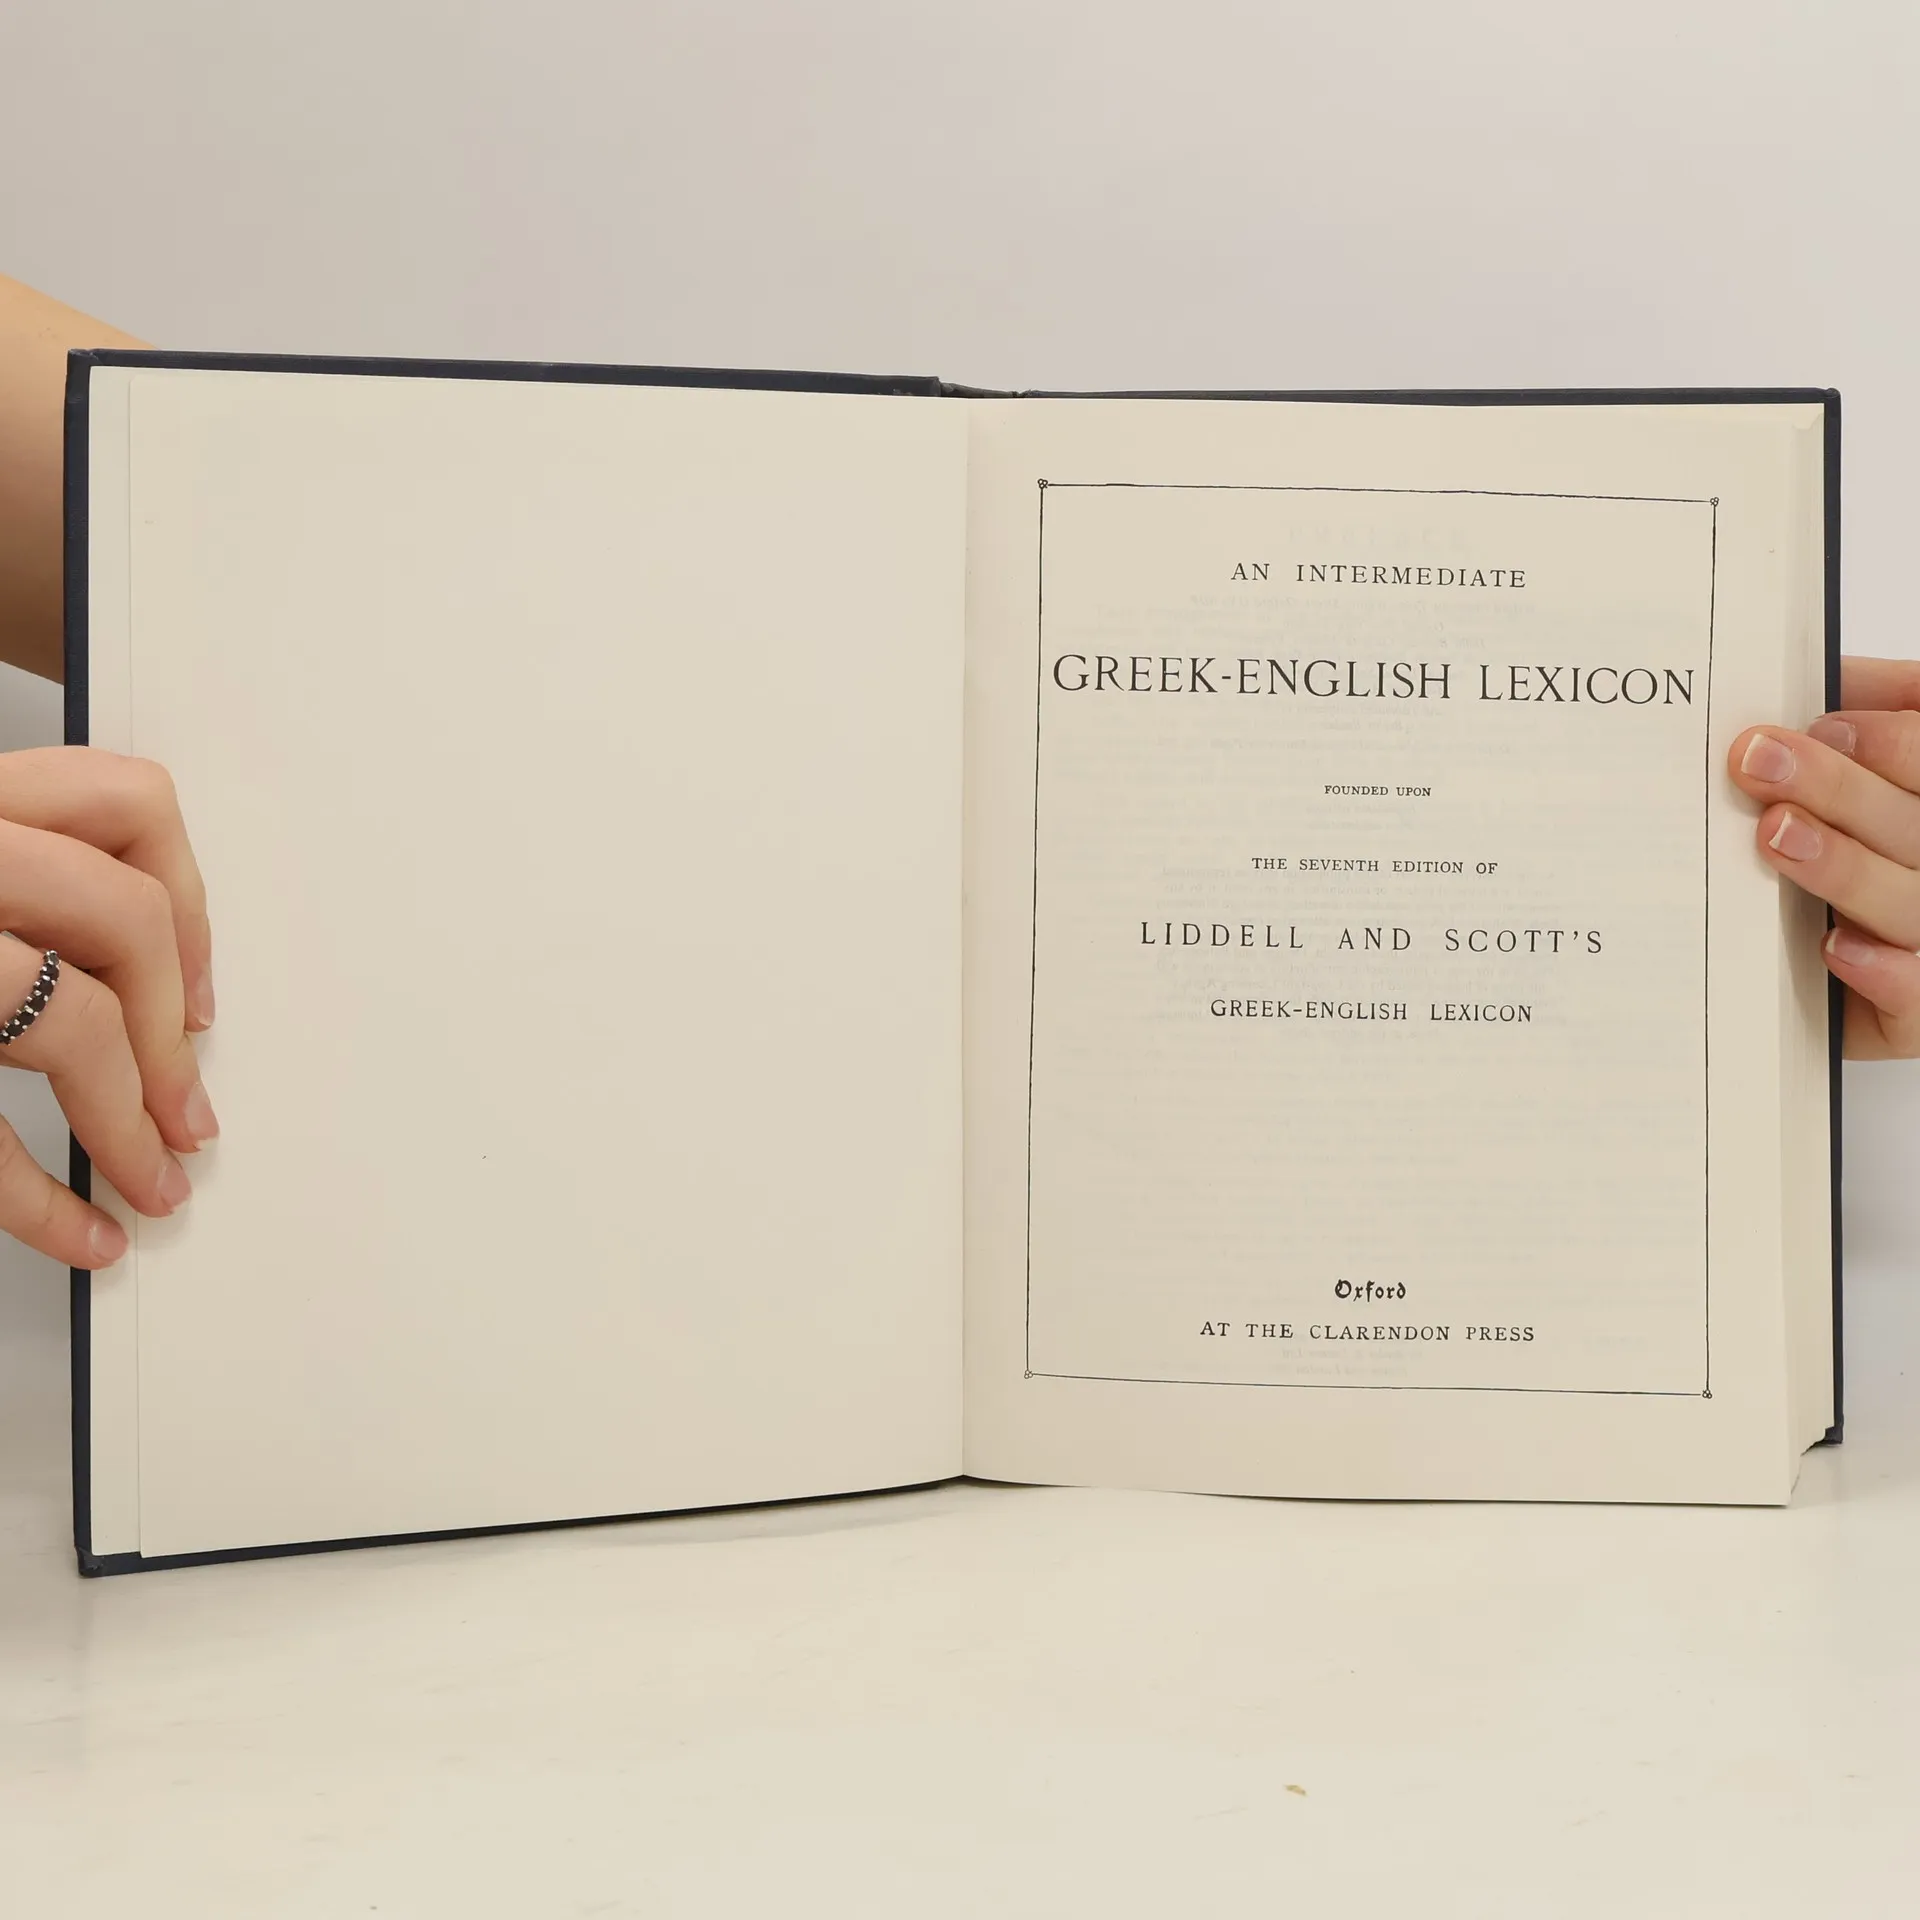 AN INTERMEDIATE
GREEK-ENGLISH LEXICON
FOUNDED UPON
THE SEVENTH EDITION OF
LIDDELL AND SCOTT'S
GREEK-ENGLISH LEXICON
Oxford
AT THE CLARENDON PRESS